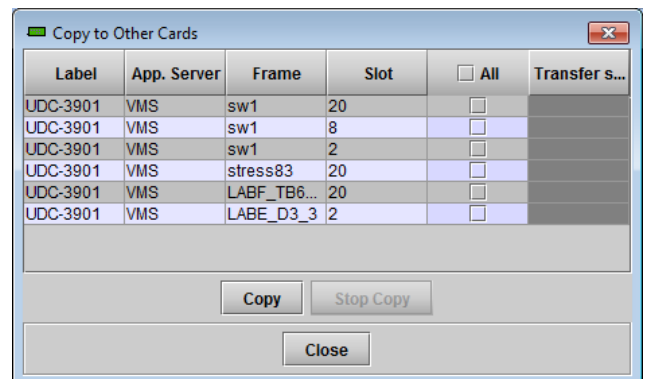 Copy to Other Cards
Label App. Server Frame Slot All Transfer s...
UDC-3901 VMS sw1 20
UDC-3901 VMS sw1 8
UDC-3901 VMS sw1 2
UDC-3901 VMS stress83 20
UDC-3901 VMS LABF_TB6... 20
UDC-3901 VMS LABE_D3_3 2
Copy Stop Copy
Close